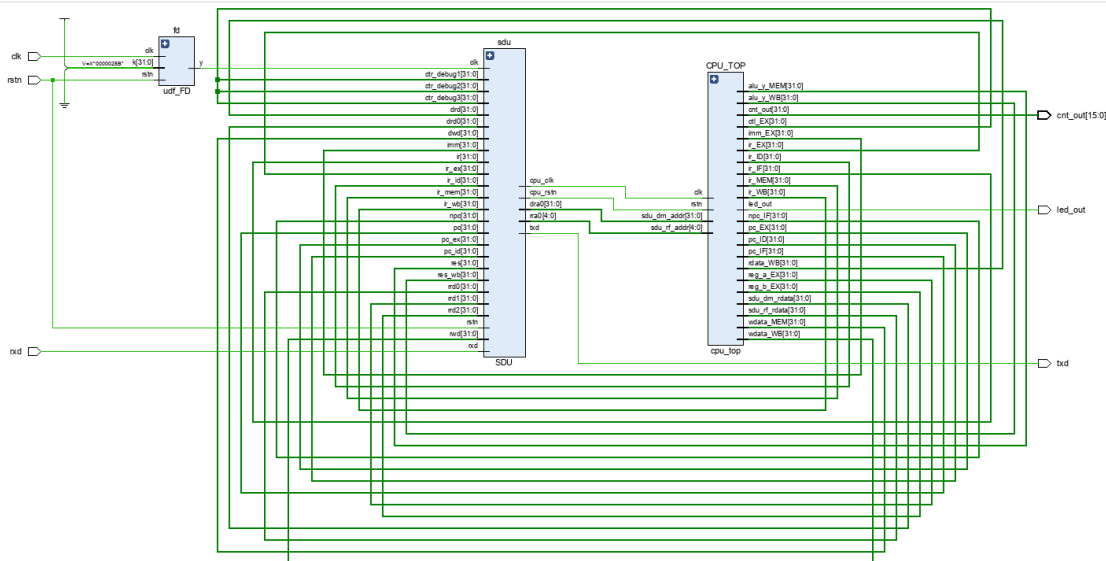 clk
rstn
rxd
fd
clk
V=X"0000028B"
k[31:0]
rstn
y
udf_FD
sdu
clk
ctr_debug1[31:0]
ctr_debug2[31:0]
ctr_debug3[31:0]
drd[31:0]
drd0[31:0]
dwd[31:0]
imm[31:0]
ir[31:0]
ir_ex[31:0]
ir_id[31:0]
ir_mem[31:0]
ir_wb[31:0]
npc[31:0]
pc[31:0]
pc_ex[31:0]
pc_id[31:0]
res[31:0]
res_wb[31:0]
rrd0[31:0]
rrd1[31:0]
rrd2[31:0]
rstn
rwd[31:0]
rxd
cpu_clk
cpu_rstn
dra0[31:0]
rra0[4:0]
txd
SDU
CPU_TOP
clk
rstn
sdu_dm_addr[31:0]
sdu_rf_addr[4:0]
alu_y_MEM[31:0]
alu_y_WB[31:0]
cnt_out[31:0]
ctl_EX[31:0]
imm_EX[31:0]
ir_EX[31:0]
ir_ID[31:0]
ir_IF[31:0]
ir_MEM[31:0]
ir_WB[31:0]
led_out
npc_IF[31:0]
pc_EX[31:0]
pc_ID[31:0]
pc_IF[31:0]
rdata_WB[31:0]
reg_a_EX[31:0]
reg_b_EX[31:0]
sdu_dm_rdata[31:0]
sdu_rf_rdata[31:0]
wdata_MEM[31:0]
wdata_WB[31:0]
cpu_top
cnt_out[15:0]
led_out
txd